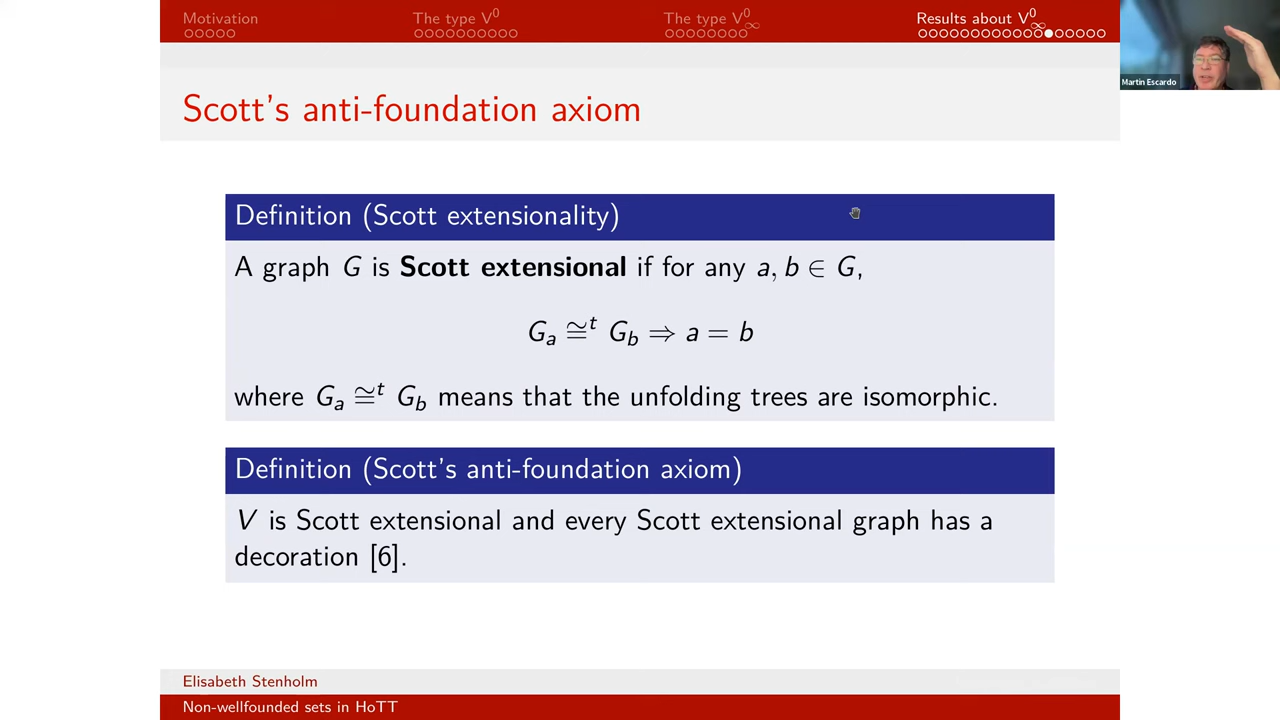 Motivation
The type V⁰
The type V⁰∞
Results about V⁰∞
Martin Escardo
Scott's anti-foundation axiom
Definition (Scott extensionality)
A graph G is Scott extensional if for any a, b ∈ G,
Gₐ ≅ᵗ G_b ⇒ a = b
where Gₐ ≅ᵗ G_b means that the unfolding trees are isomorphic.
Definition (Scott's anti-foundation axiom)
V is Scott extensional and every Scott extensional graph has a
decoration [6].
Elisabeth Stenholm
Non-wellfounded sets in HoTT